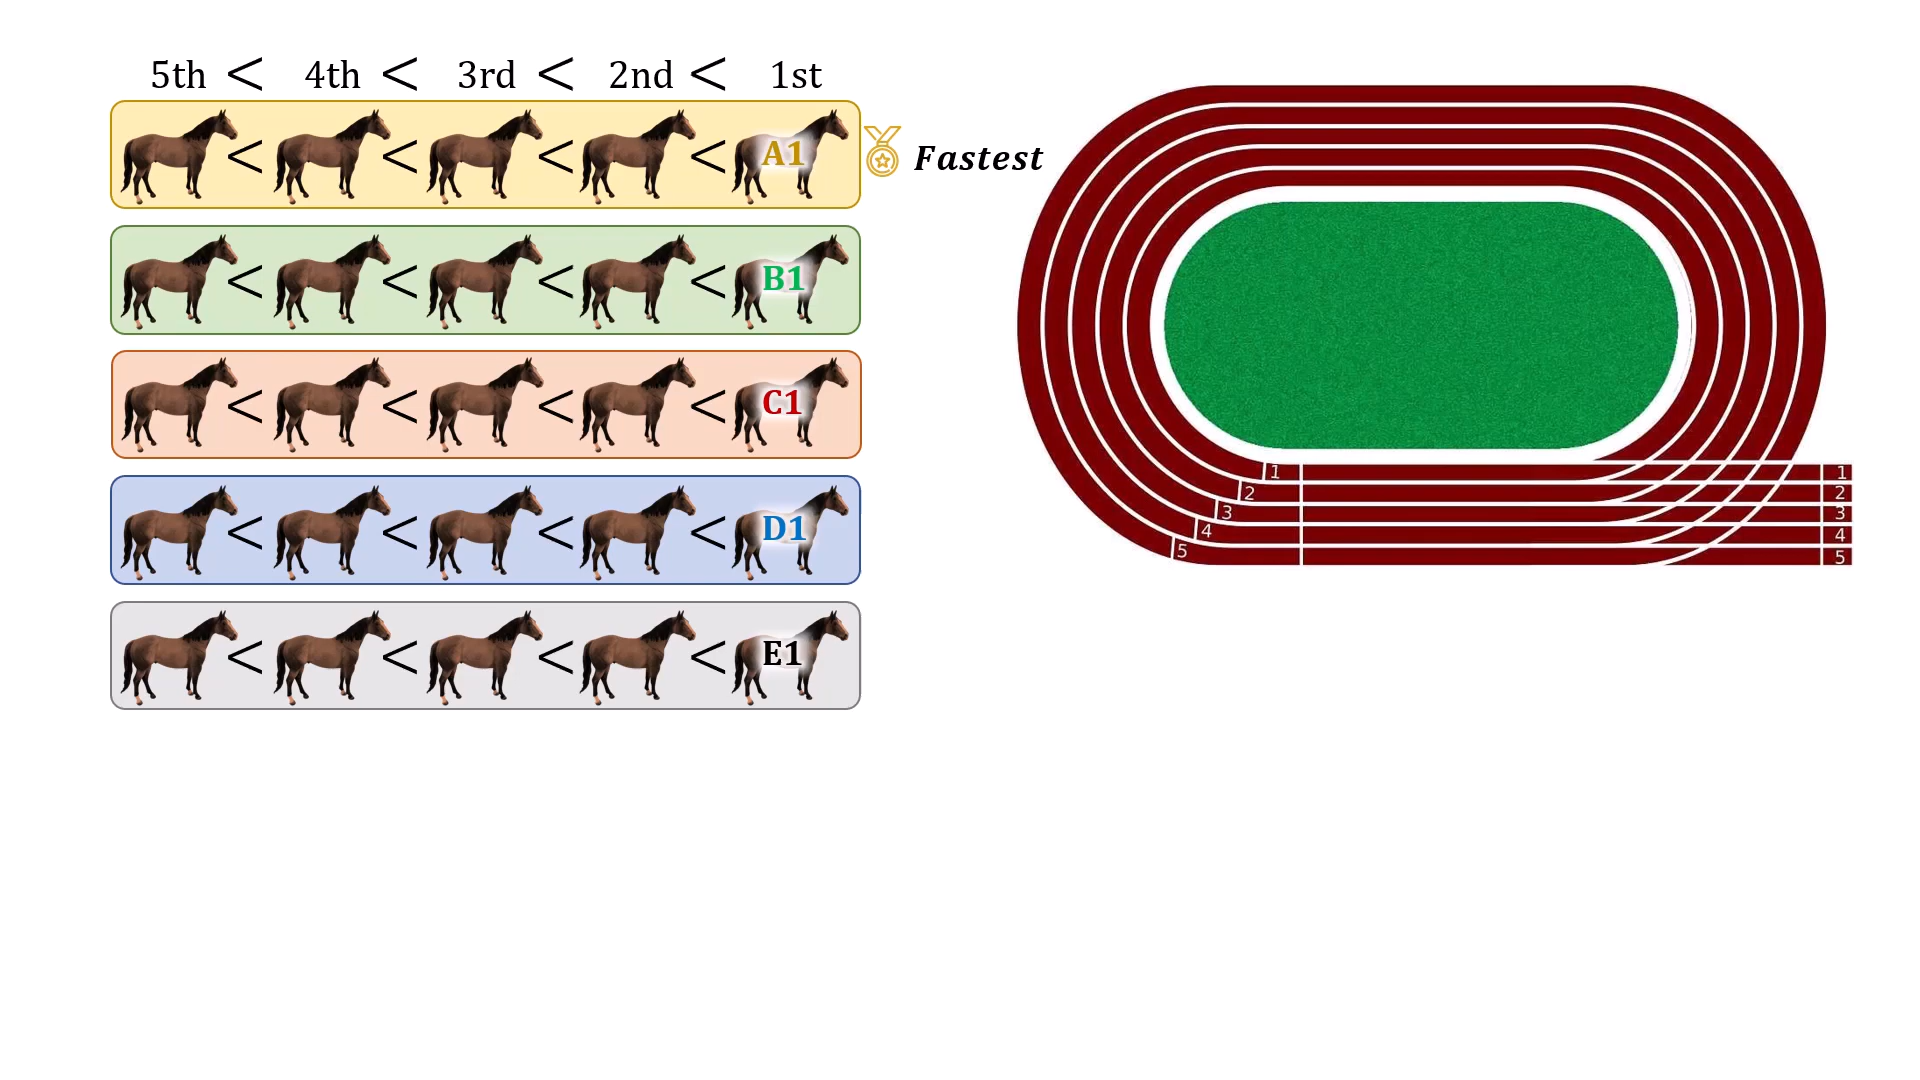 5th < 4th < 3rd < 2nd < 1st
< < < < A1 Fastest
< < < < B1
< < < < C1
< < < < D1
< < < < E1
1 1
2 2
3 3
4 4
5 5